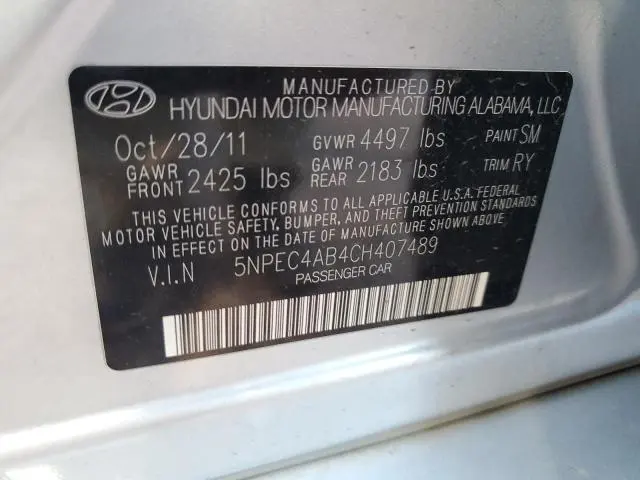 MANUFACTURED BY
HYUNDAI MOTOR MANUFACTURING ALABAMA, LLC
Oct/28/11 GVWR 4497 lbs PAINT SM
GAWR FRONT 2425 lbs GAWR REAR 2183 lbs TRIM RY
THIS VEHICLE CONFORMS TO ALL APPLICABLE U.S.A. FEDERAL
MOTOR VEHICLE SAFETY, BUMPER, AND THEFT PREVENTION STANDARDS
IN EFFECT ON THE DATE OF MANUFACTURE SHOWN ABOVE.
V.I.N 5NPEC4AB4CH407489
PASSENGER CAR